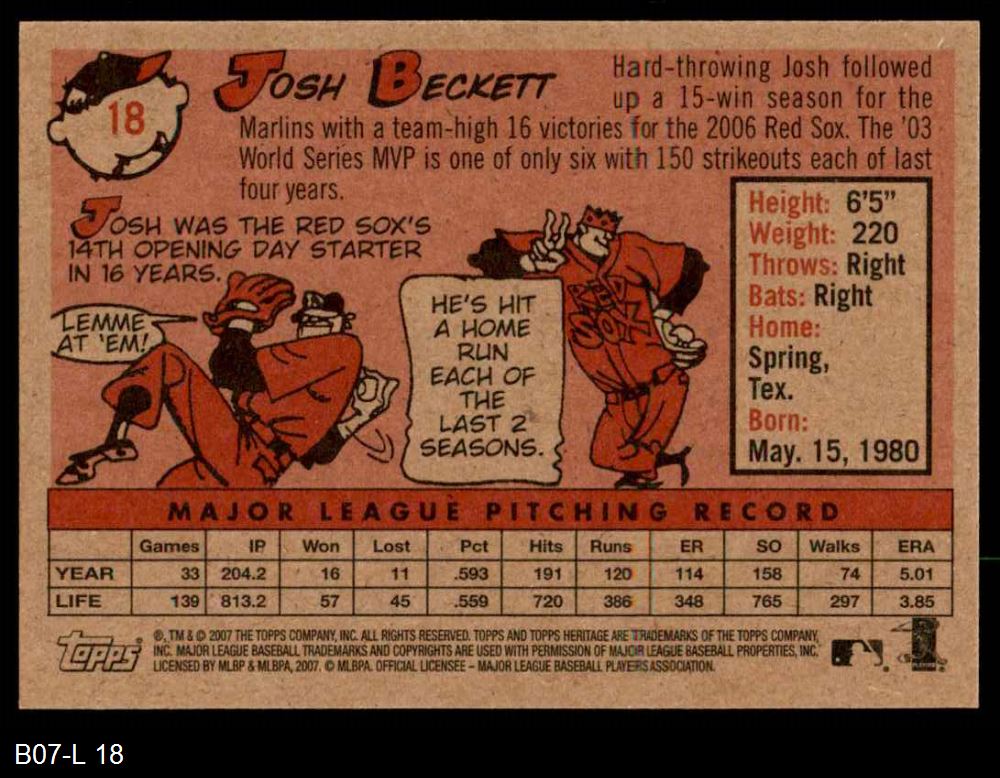 18
JOSH BECKETT
Hard-throwing Josh followed
up a 15-win season for the
Marlins with a team-high 16 victories for the 2006 Red Sox. The '03
World Series MVP is one of only six with 150 strikeouts each of last
four years.
JOSH WAS THE RED SOX'S
14TH OPENING DAY STARTER
IN 16 YEARS.
LEMME
AT 'EM!
HE'S HIT
A HOME
RUN
EACH OF
THE
LAST 2
SEASONS.
RED
SOX
Height: 6'5"
Weight: 220
Throws: Right
Bats: Right
Home:
Spring,
Tex.
Born:
May. 15, 1980
MAJOR LEAGUE PITCHING RECORD
Games IP Won Lost Pct Hits Runs ER SO Walks ERA
YEAR 33 204.2 16 11 .593 191 120 114 158 74 5.01
LIFE 139 813.2 57 45 .559 720 386 348 765 297 3.85
Topps
®, TM & © 2007 THE TOPPS COMPANY, INC. ALL RIGHTS RESERVED. TOPPS AND TOPPS HERITAGE ARE TRADEMARKS OF THE TOPPS COMPANY,
INC. MAJOR LEAGUE BASEBALL TRADEMARKS AND COPYRIGHTS ARE USED WITH PERMISSION OF MAJOR LEAGUE BASEBALL PROPERTIES, INC.
LICENSED BY MLBP & MLBPA, 2007. © MLBPA. OFFICIAL LICENSEE – MAJOR LEAGUE BASEBALL PLAYERS ASSOCIATION.
B07-L 18